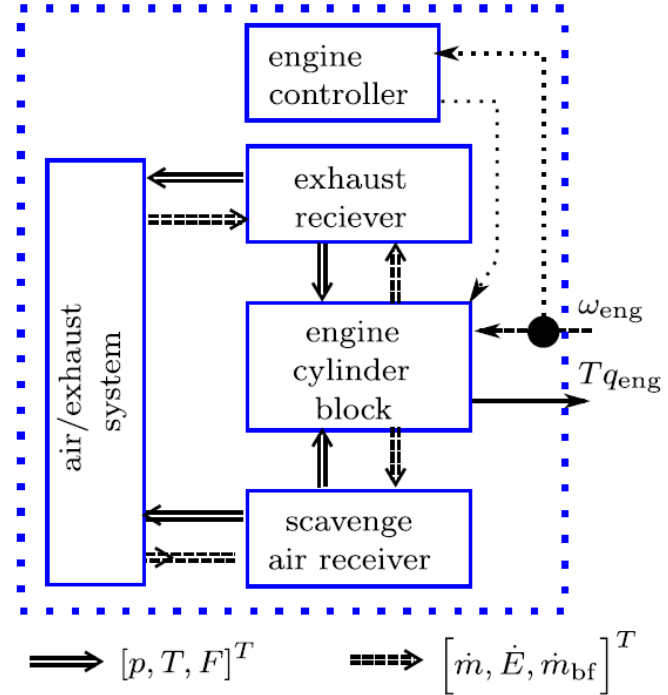 engine
controller
exhaust
reciever
air/exhaust
system
engine
cylinder
block
ω_eng
Tq_eng
scavenge
air receiver
[p, T, F]^T
[ṁ, Ė, ṁ_bf]^T